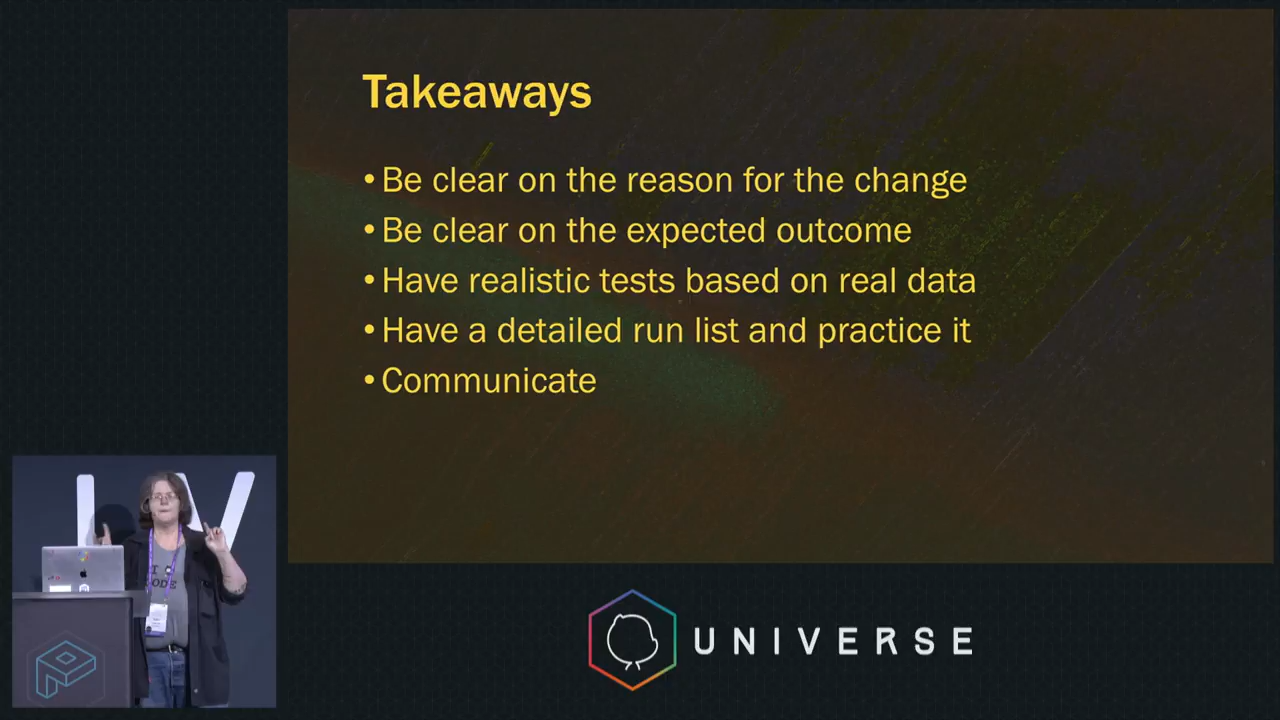 Takeaways
• Be clear on the reason for the change
• Be clear on the expected outcome
• Have realistic tests based on real data
• Have a detailed run list and practice it
• Communicate
UNIVERSE